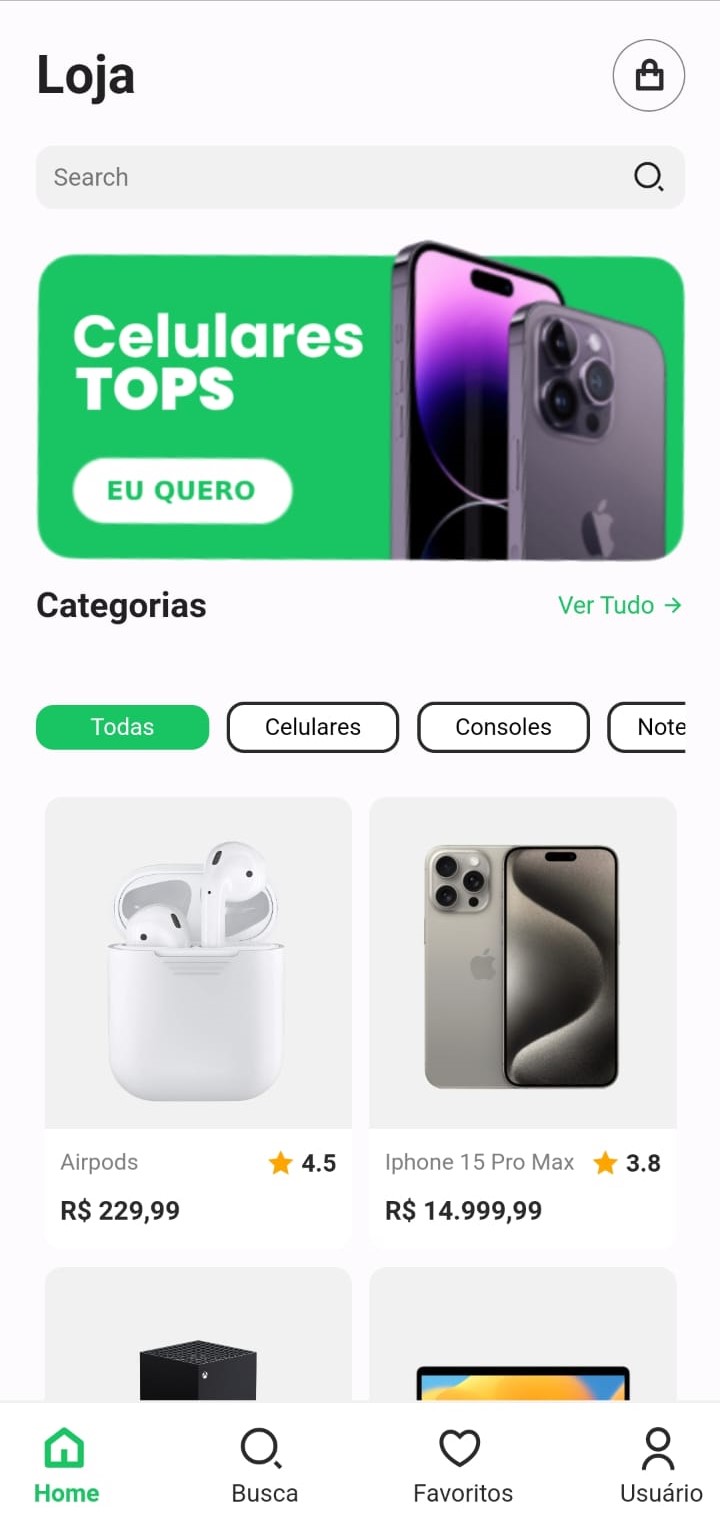 Loja
Search
Celulares
TOPS
EU QUERO
Categorias
Ver Tudo →
Todas
Celulares
Consoles
Note
Airpods
4.5
R$ 229,99
Iphone 15 Pro Max
3.8
R$ 14.999,99
Home
Busca
Favoritos
Usuário